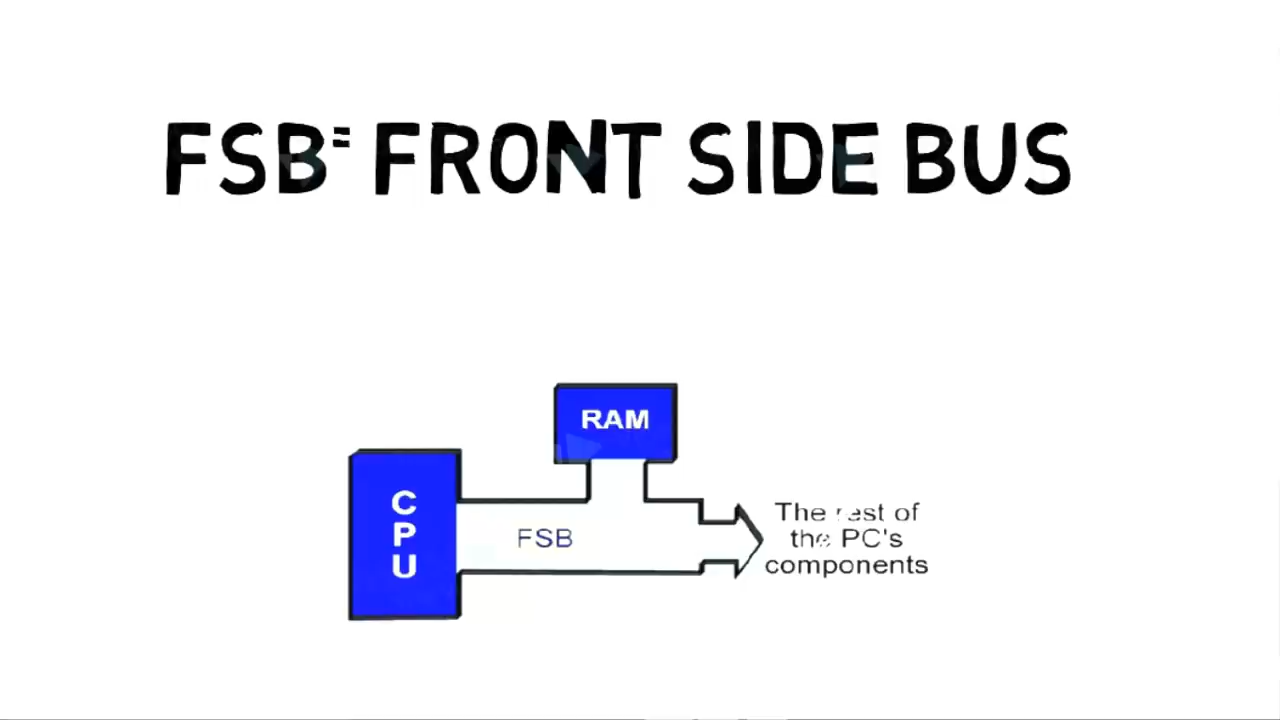 FSB= FRONT SIDE BUS
RAM
CPU
FSB
The rest of
the PC's
components